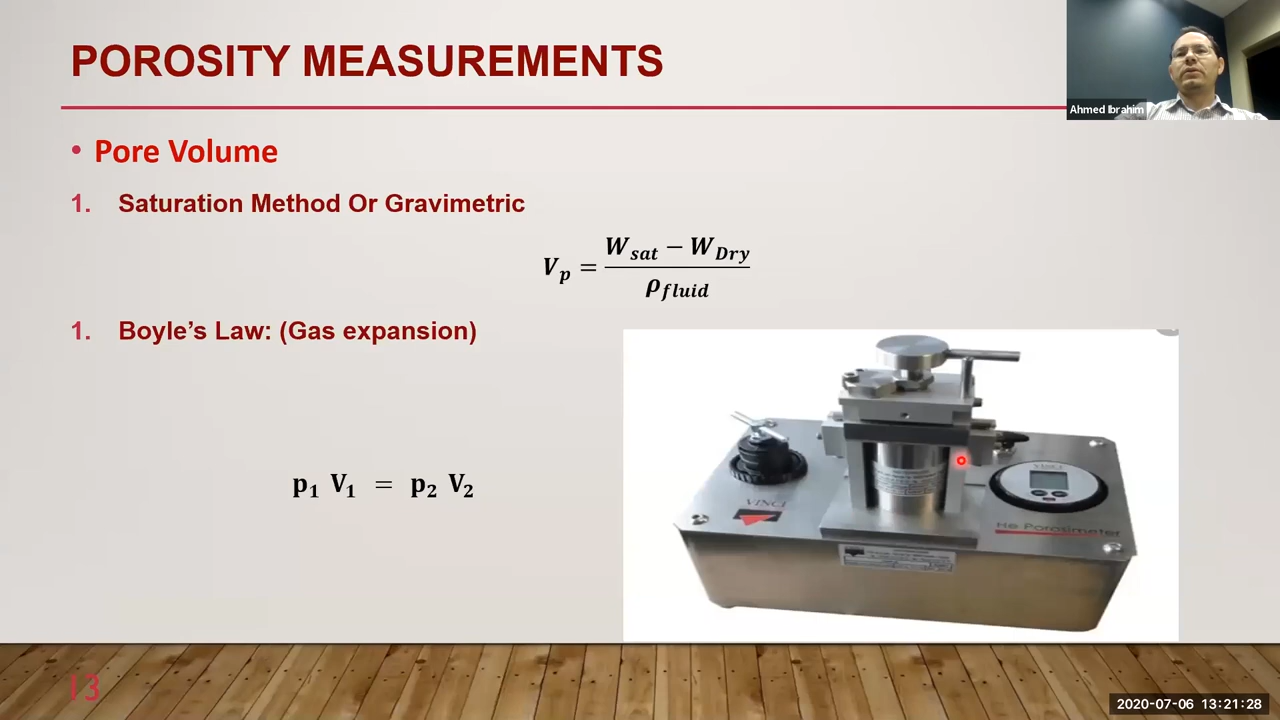 POROSITY MEASUREMENTS
Ahmed Ibrahim
• Pore Volume
1. Saturation Method Or Gravimetric
V_p = (W_sat − W_Dry) / ρ_fluid
1. Boyle’s Law: (Gas expansion)
p₁ V₁ = p₂ V₂
VINCI
He Porosimeter
13
2020-07-06 13:21:28